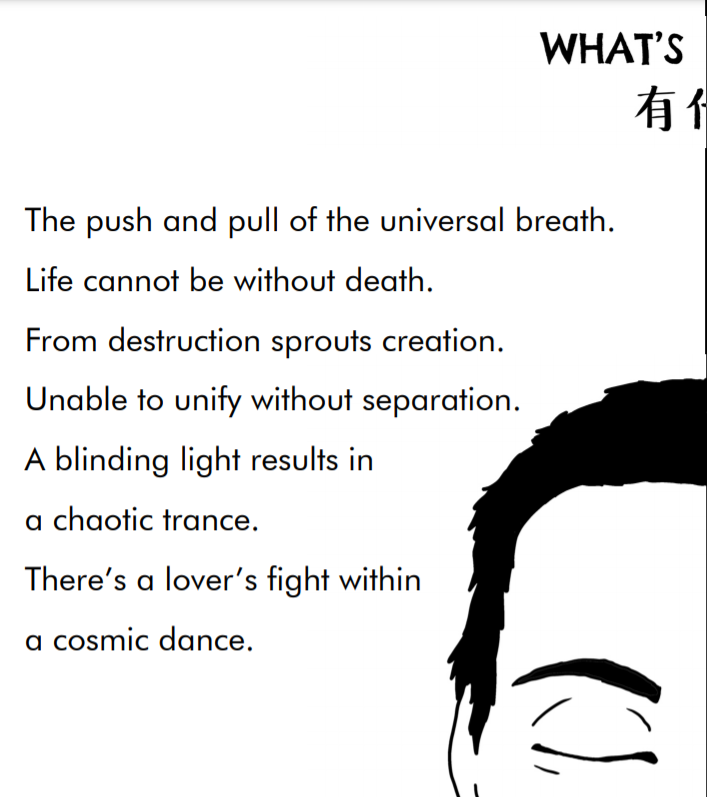 WHAT'S
有
The push and pull of the universal breath.
Life cannot be without death.
From destruction sprouts creation.
Unable to unify without separation.
A blinding light results in
a chaotic trance.
There's a lover's fight within
a cosmic dance.